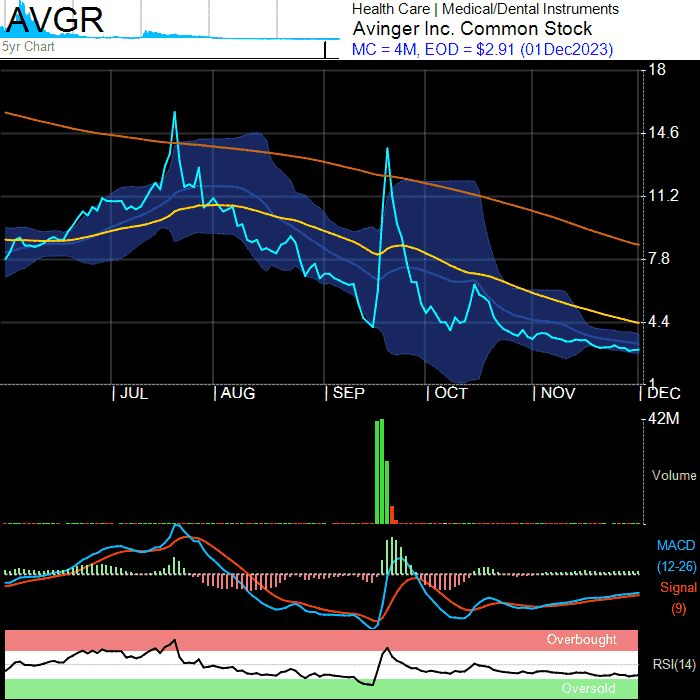 AVGR
5yr Chart
Health Care | Medical/Dental Instruments
Avinger Inc. Common Stock
MC = 4M, EOD = $2.91 (01Dec2023)
18
14.6
11.2
7.8
4.4
1
JUL AUG SEP OCT NOV DEC
42M
Volume
MACD
(12-26)
Signal
(9)
Overbought
RSI(14)
Oversold